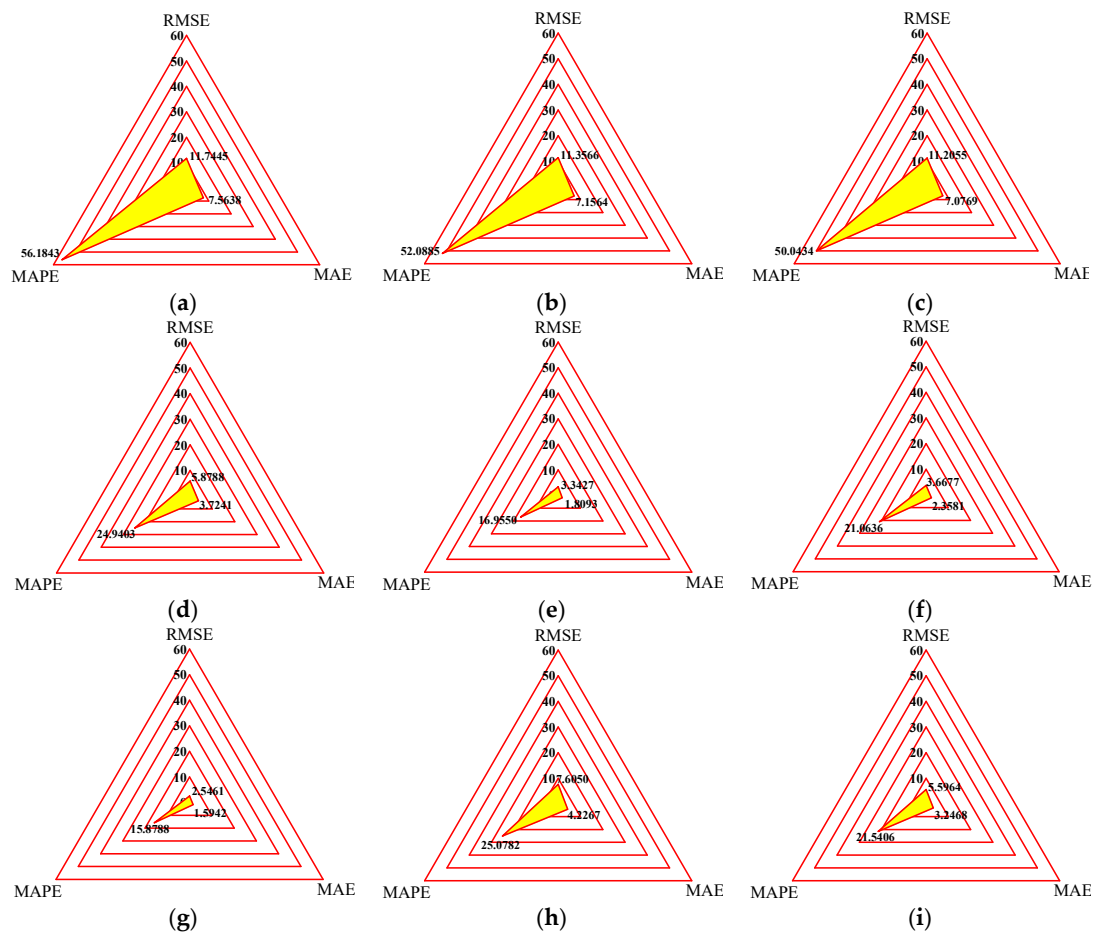 RMSE
60
50
40
30
20
10
11.7445
7.5638
56.1843
MAPE
MAE
(a)
RMSE
60
50
40
30
20
10
11.3566
7.1564
52.0885
MAPE
MAE
(b)
RMSE
60
50
40
30
20
10
11.2055
7.0769
50.0434
MAPE
MAE
(c)
RMSE
60
50
40
30
20
10
5.8788
3.7241
24.9403
MAPE
MAE
(d)
RMSE
60
50
40
30
20
10
3.3427
1.8093
16.9550
MAPE
MAE
(e)
RMSE
60
50
40
30
20
10
3.6677
2.3581
21.0636
MAPE
MAE
(f)
RMSE
60
50
40
30
20
10
2.5461
1.5942
15.8788
MAPE
MAE
(g)
RMSE
60
50
40
30
20
10
7.6050
4.2267
25.0782
MAPE
MAE
(h)
RMSE
60
50
40
30
20
10
5.5964
3.2468
21.5406
MAPE
MAE
(i)